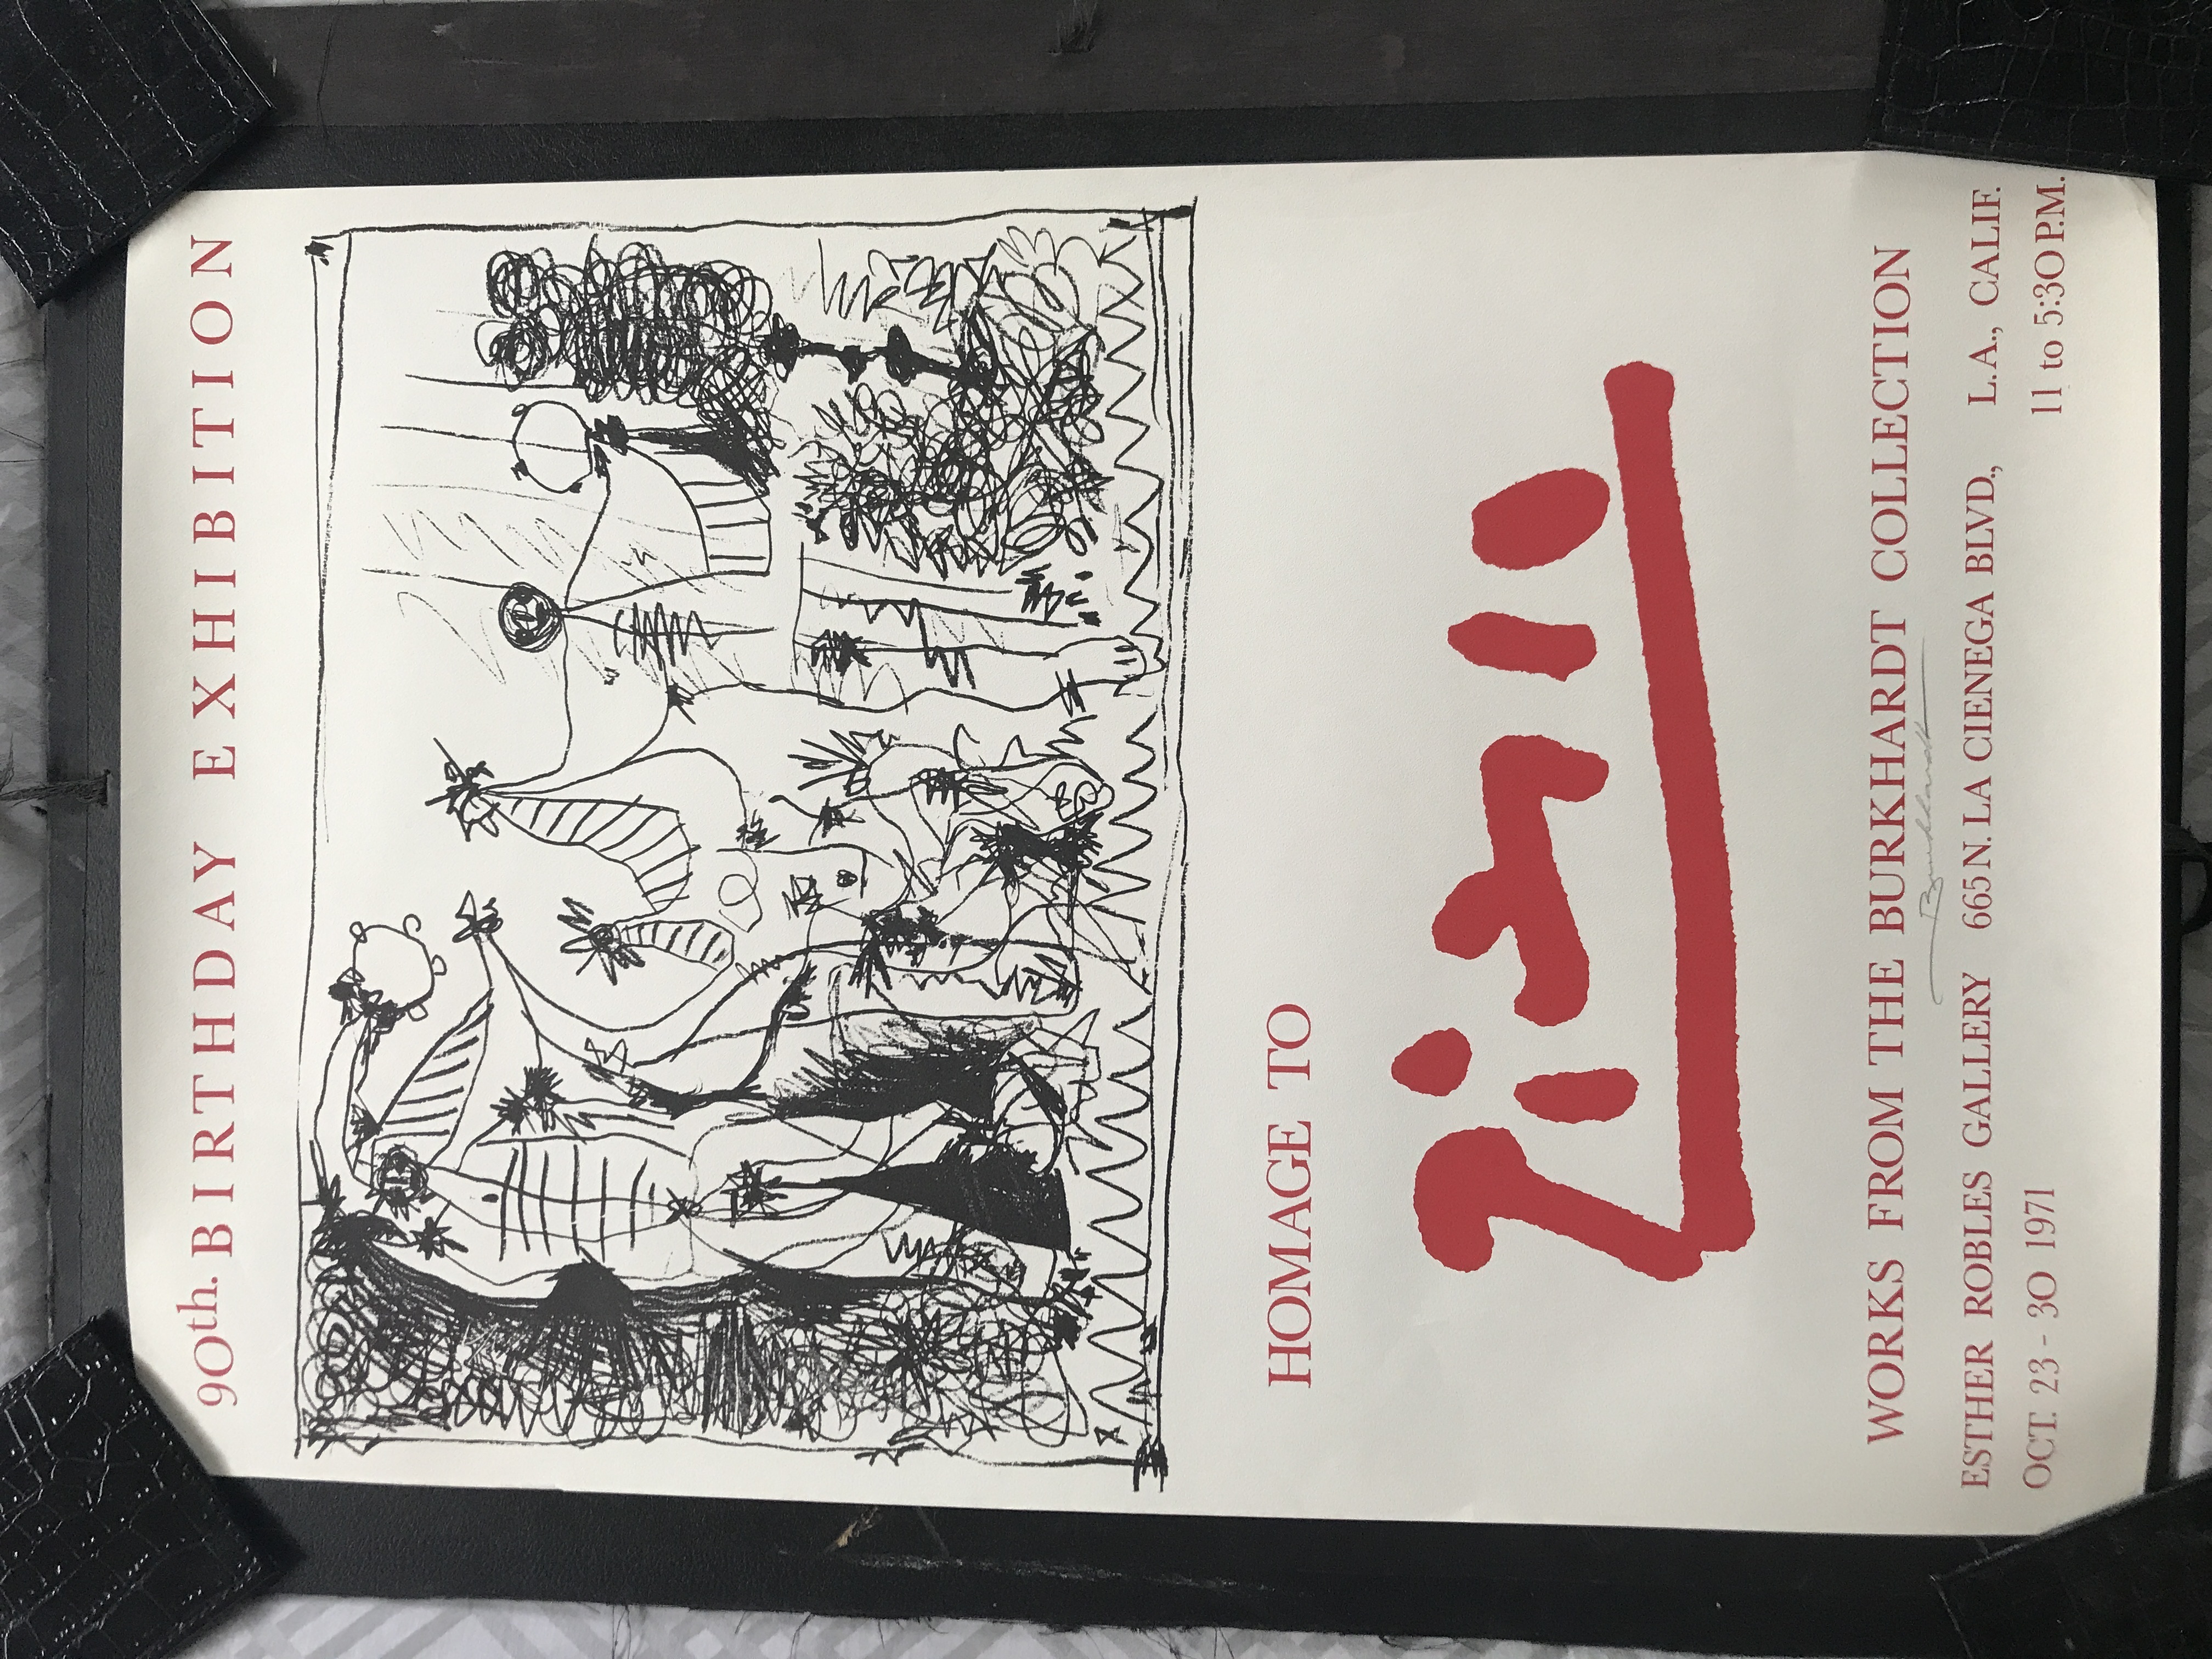 90th. BIRTHDAY EXHIBITION
HOMAGE TO
Picasso
WORKS FROM THE BURKHARDT COLLECTION
Burkhardt
ESTHER ROBLES GALLERY 665 N. LA CIENEGA BLVD., L.A., CALIF.
OCT. 23 - 30 1971 11 to 5:30 P.M.